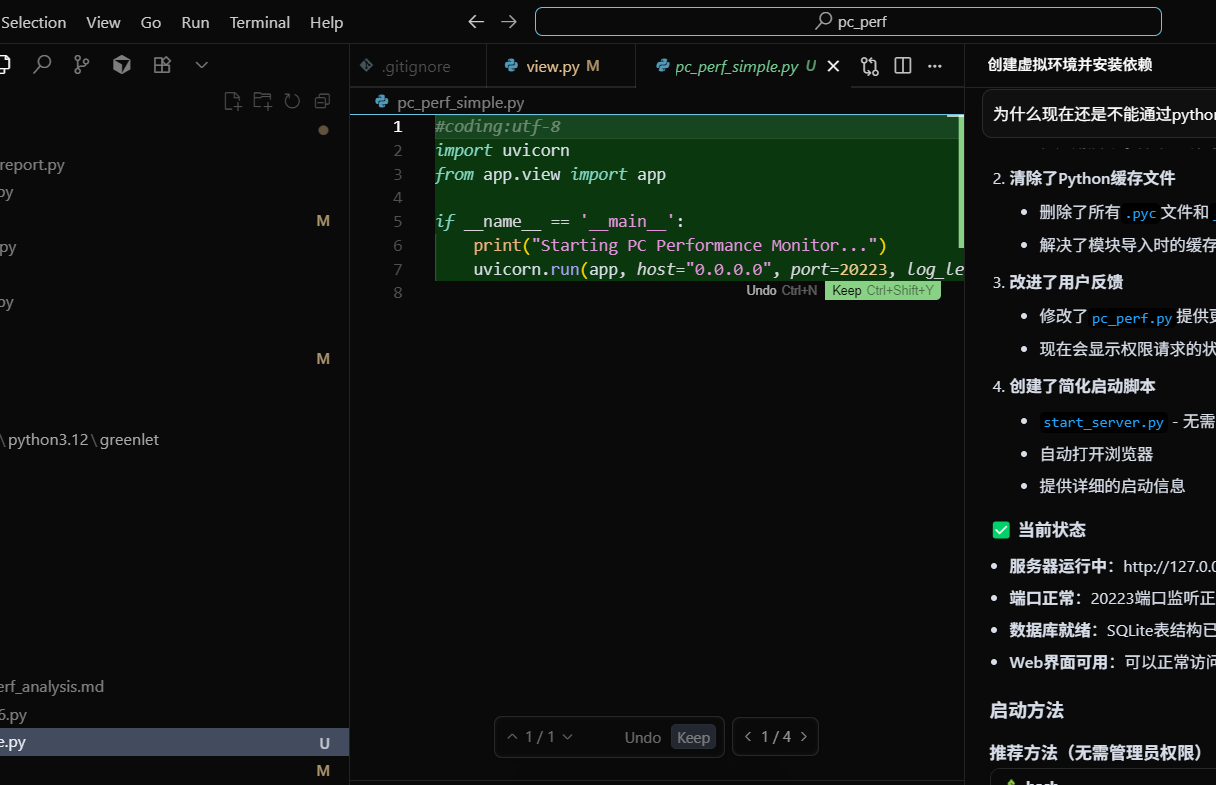 Selection View Go Run Terminal Help
pc_perf
.gitignore
view.py M
pc_perf_simple.py U
创建虚拟环境并安装依赖
report.py
py
M
py
py
M
\python3.12\greenlet
erf_analysis.md
6.py
e.py U
M
pc_perf_simple.py
1 #coding:utf-8
2 import uvicorn
3 from app.view import app
4
5 if __name__ == '__main__':
6 print("Starting PC Performance Monitor...")
7 uvicorn.run(app, host="0.0.0.0", port=20223, log_le
8
Undo Ctrl+N Keep Ctrl+Shift+Y
1 / 1 Undo Keep
1 / 4
为什么现在还是不能通过python
2. 清除了Python缓存文件
删除了所有 .pyc 文件和
解决了模块导入时的缓存
3. 改进了用户反馈
修改了 pc_perf.py 提供更
现在会显示权限请求的状
4. 创建了简化启动脚本
start_server.py - 无需
自动打开浏览器
提供详细的启动信息
✅ 当前状态
服务器运行中：http://127.0.0
端口正常：20223端口监听正
数据库就绪：SQLite表结构已
Web界面可用：可以正常访问
启动方法
推荐方法（无需管理员权限）
bash